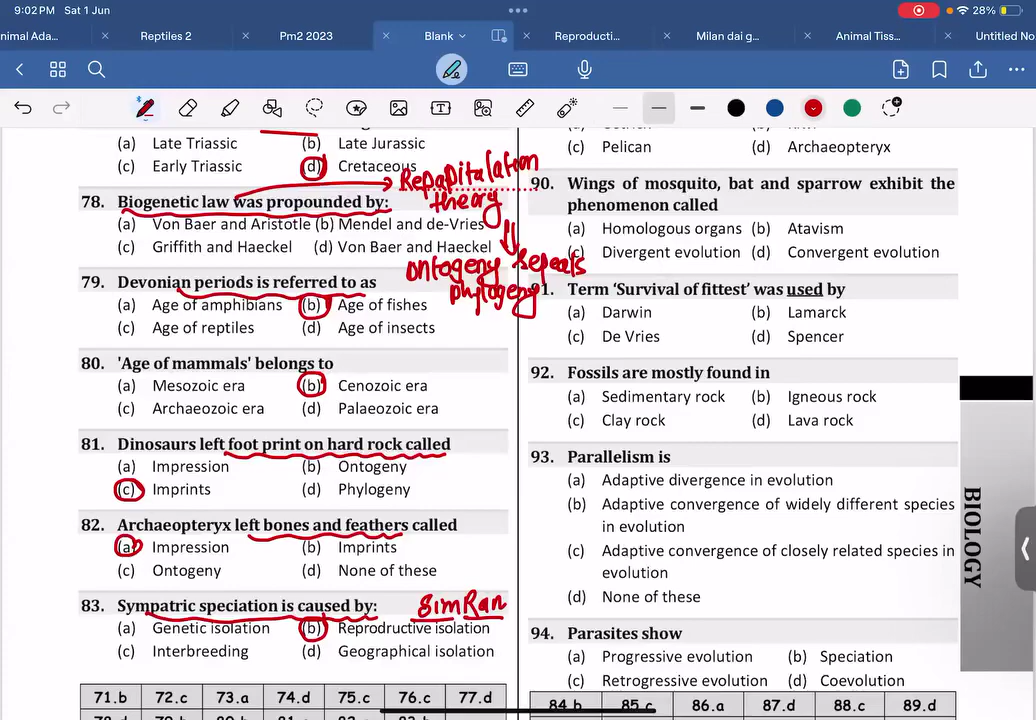 9:02 PM Sat 1 Jun
28%
nimal Ada...
Reptiles 2
Pm2 2023
Blank
Reproducti...
Milan dai g...
Animal Tiss...
Untitled No
(a) Late Triassic (b) Late Jurassic
(c) Early Triassic (d) Cretaceous
Repapitalation
theory
78. Biogenetic law was propounded by:
(a) Von Baer and Aristotle (b) Mendel and de-Vries
(c) Griffith and Haeckel (d) Von Baer and Haeckel
Ontogeny Repeals
phylogeny
79. Devonian periods is referred to as
(a) Age of amphibians (b) Age of fishes
(c) Age of reptiles (d) Age of insects
80. 'Age of mammals' belongs to
(a) Mesozoic era (b) Cenozoic era
(c) Archaeozoic era (d) Palaeozoic era
81. Dinosaurs left foot print on hard rock called
(a) Impression (b) Ontogeny
(c) Imprints (d) Phylogeny
82. Archaeopteryx left bones and feathers called
(a) Impression (b) Imprints
(c) Ontogeny (d) None of these
83. Sympatric speciation is caused by: SimRan
(a) Genetic isolation (b) Reproductive isolation
(c) Interbreeding (d) Geographical isolation
71.b 72.c 73.a 74.d 75.c 76.c 77.d
(c) Pelican (d) Archaeopteryx
90. Wings of mosquito, bat and sparrow exhibit the
phenomenon called
(a) Homologous organs (b) Atavism
(c) Divergent evolution (d) Convergent evolution
91. Term ‘Survival of fittest’ was used by
(a) Darwin (b) Lamarck
(c) De Vries (d) Spencer
92. Fossils are mostly found in
(a) Sedimentary rock (b) Igneous rock
(c) Clay rock (d) Lava rock
93. Parallelism is
(a) Adaptive divergence in evolution
(b) Adaptive convergence of widely different species
in evolution
(c) Adaptive convergence of closely related species in
evolution
(d) None of these
94. Parasites show
(a) Progressive evolution (b) Speciation
(c) Retrogressive evolution (d) Coevolution
84.b 85.c 86.a 87.d 88.c 89.d
BIOLOGY